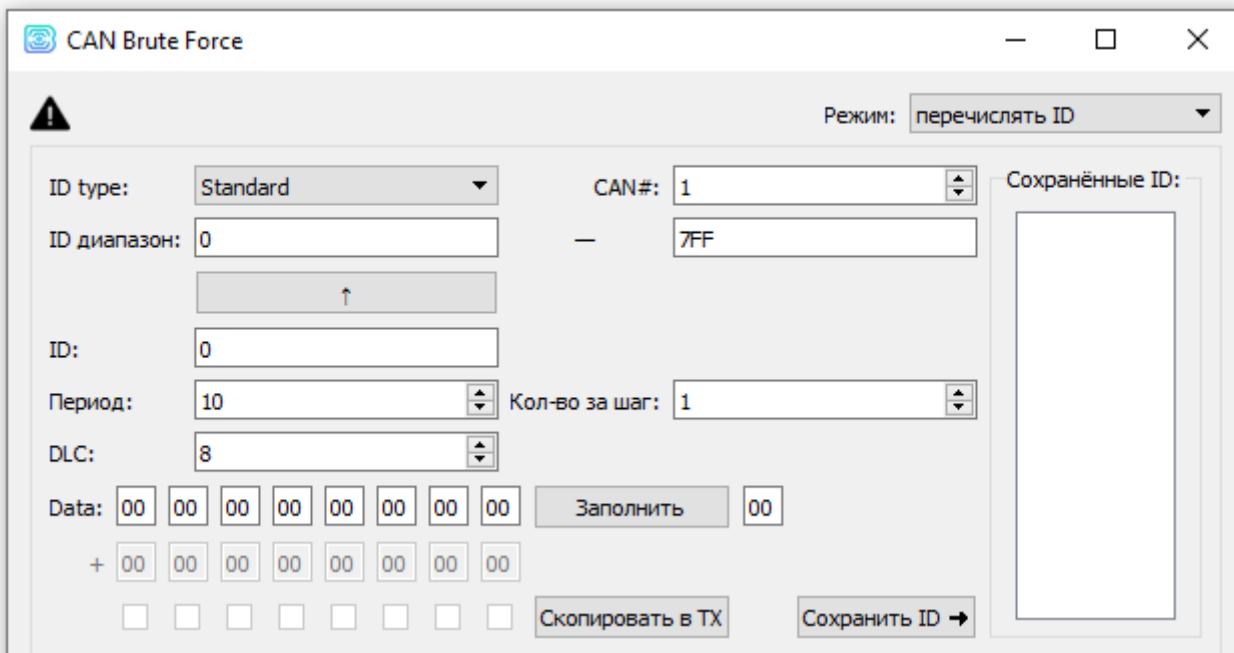 CAN Brute Force
Режим: перечислять ID
ID type: Standard CAN#: 1 Сохранённые ID:
ID диапазон: 0 — 7FF
↑
ID: 0
Период: 10 Кол-во за шаг: 1
DLC: 8
Data: 00 00 00 00 00 00 00 00 Заполнить 00
+ 00 00 00 00 00 00 00 00
Скопировать в TX Сохранить ID →